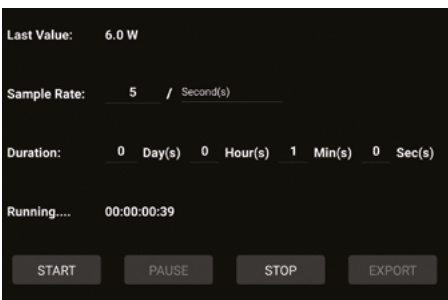 Last Value: 6.0 W
Sample Rate: 5 / Second(s)
Duration: 0 Day(s) 0 Hour(s) 1 Min(s) 0 Sec(s)
Running.... 00:00:00:39
START PAUSE STOP EXPORT